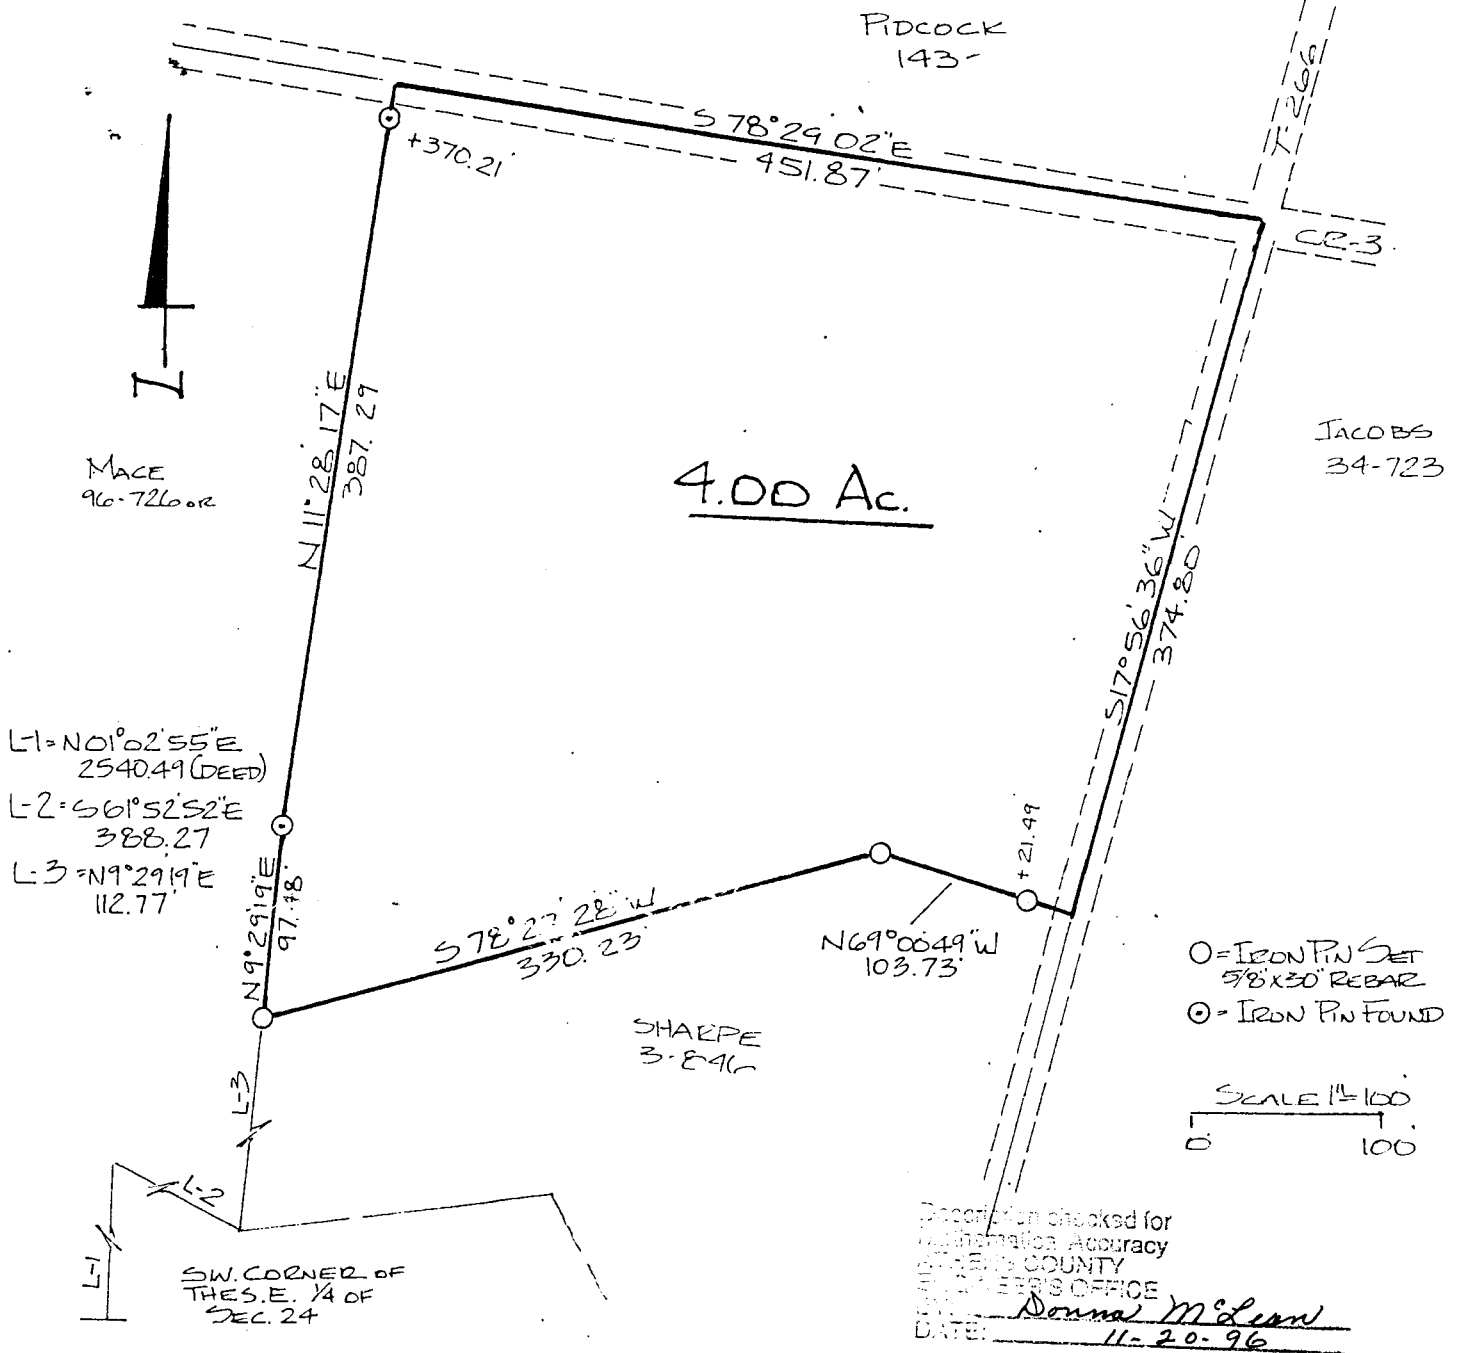 PIDCOCK
143-
T-266
S 78°29'02"E
451.87'
+370.21'
CR-3
Z
N 11°28'17"E
387.29
MACE
96-726 OR
4.00 Ac.
JACOBS
34-723
S17°56'36"W
374.80'
L-1=N01°02'55"E
2540.49 (DEED)
L-2=S61°52'52"E
388.27
L-3=N9°29'19"E
112.77'
N9°29'19"E
97.48'
+21.49
S 78°27'28"W
330.23'
N69°00'49"W
103.73'
O=IRON PIN SET
5/8"X30" REBAR
⊙=IRON PIN FOUND
SHARPE
L-3
SCALE 1"=100'
0' 100'
L-2
L-1
S.W. CORNER OF
THE S.E. 1/4 OF
SEC. 24
Description checked for
Mathematical Accuracy
COUNTY
ENGINEER'S OFFICE
BY: Donna McLean
DATE: 11-20-96